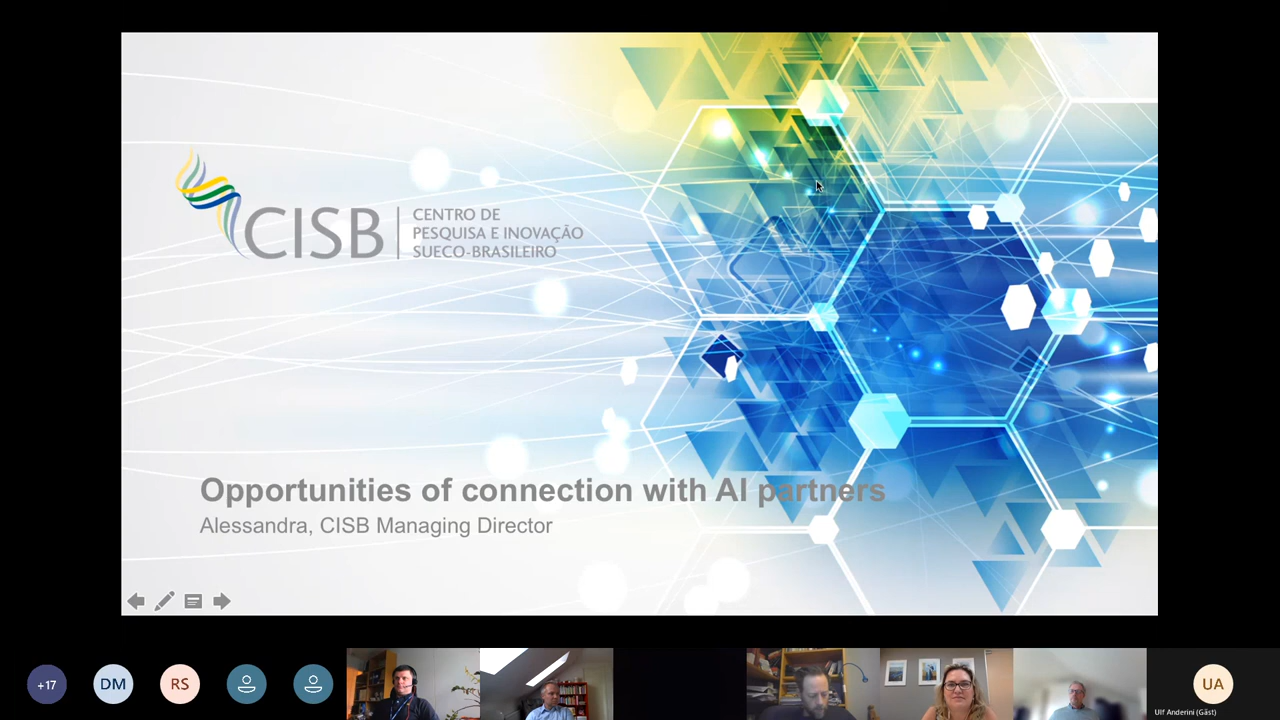 CISB
CENTRO DE
PESQUISA E INOVAÇÃO
SUECO-BRASILEIRO
Opportunities of connection with AI partners
Alessandra, CISB Managing Director
+17
DM
RS
UA
Ulf Anderini (Gäst)